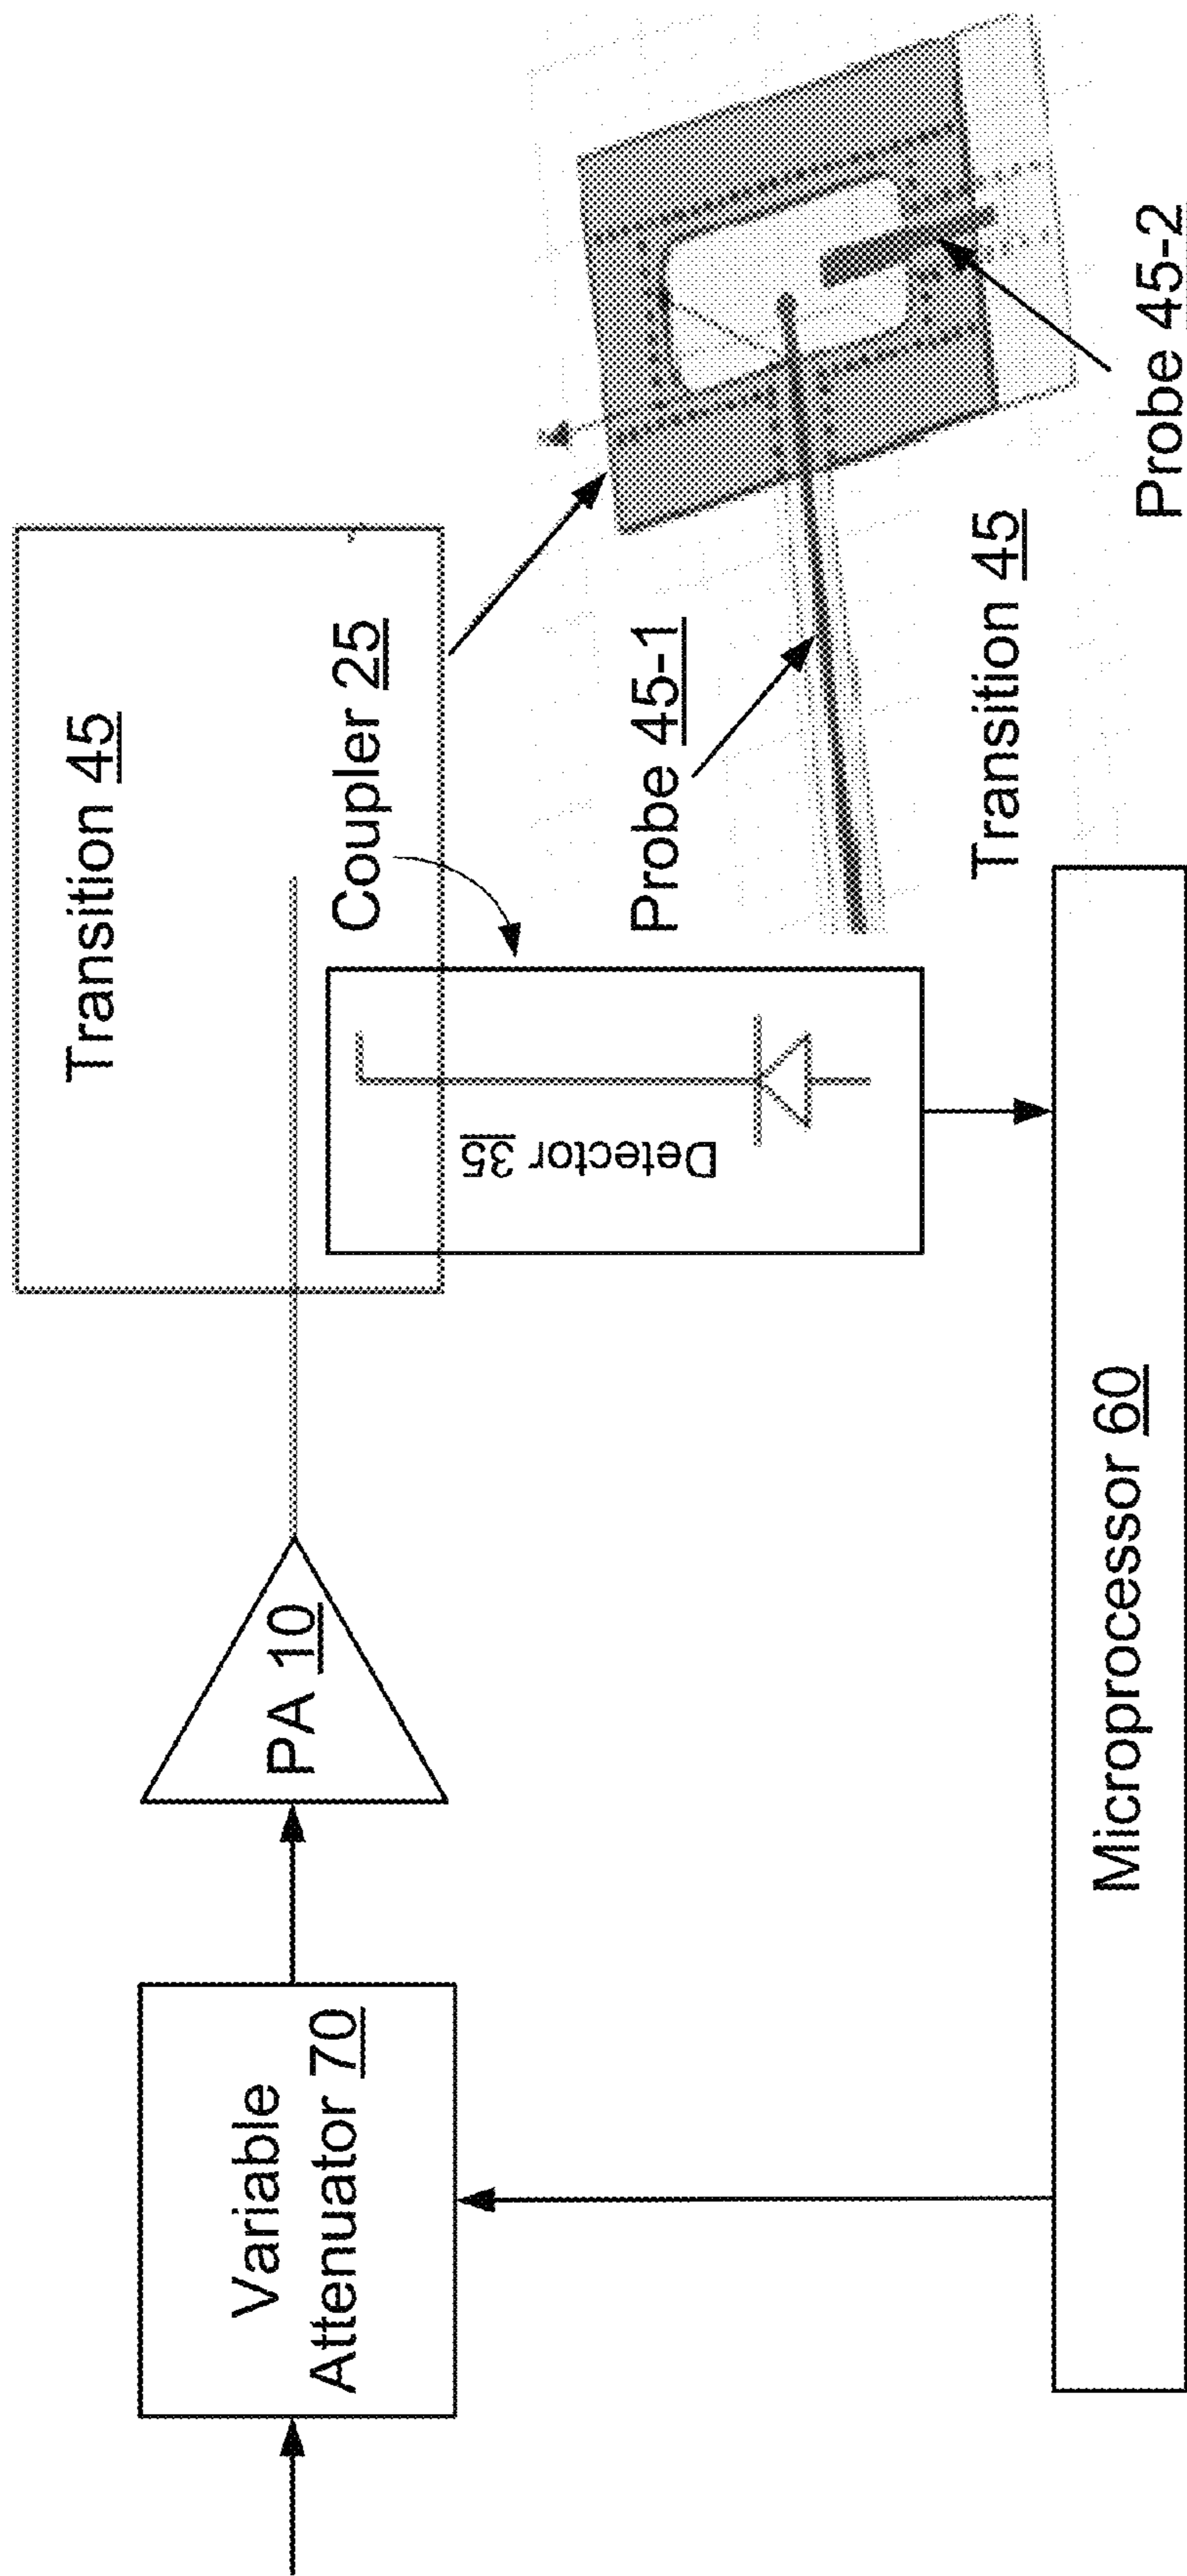 Variable
Attenuator 70
PA 10
Transition 45
Coupler 25
Detector 35
Probe 45-1
Transition 45
Probe 45-2
Microprocessor 60